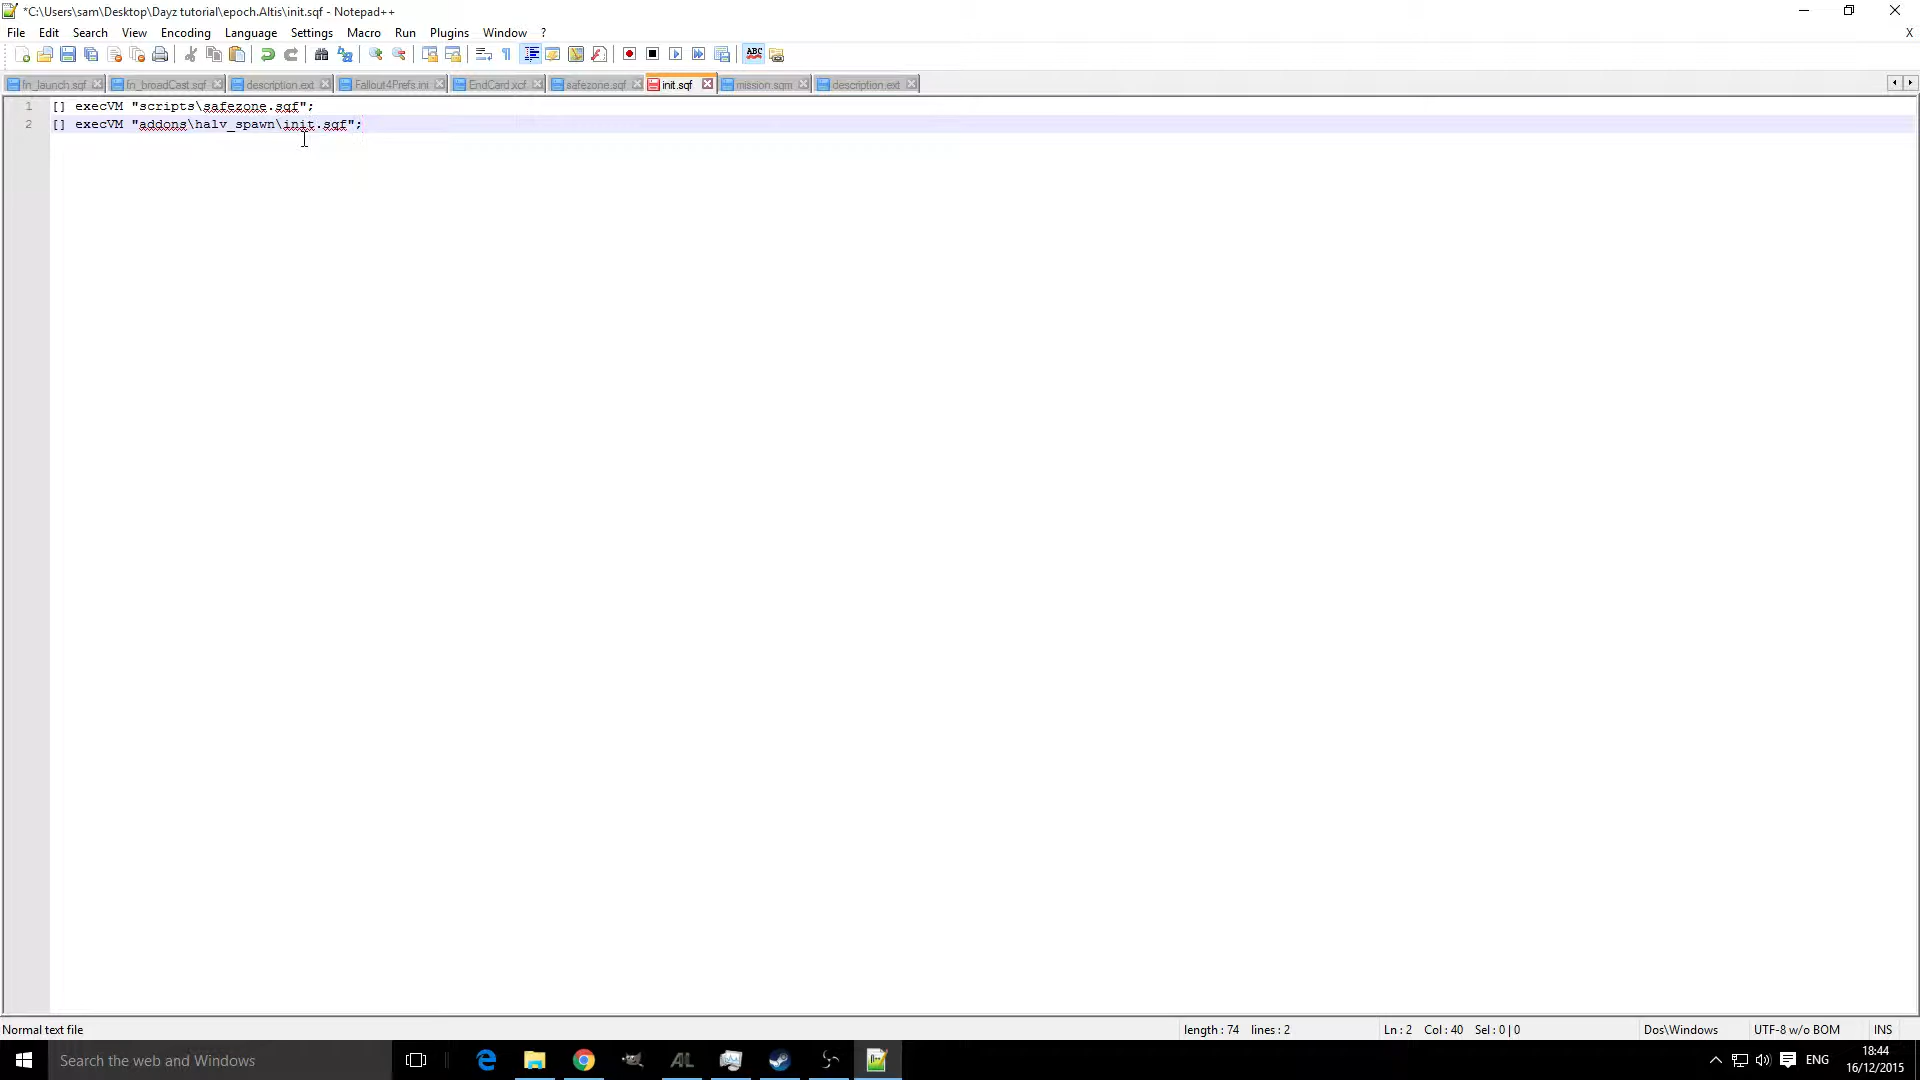 *C:\Users\sam\Desktop\Dayz tutorial\epoch.Altis\init.sqf - Notepad++
File Edit Search View Encoding Language Settings Macro Run Plugins Window ? X
fn_launch.sqf fn_broadCast.sqf description.ext Fallout4Prefs.ini EndCard.xcf safezone.sqf init.sqf mission.sqm description.ext
1 [] execVM "scripts\safezone.sqf";
2 [] execVM "addons\halv_spawn\init.sqf";
Normal text file length : 74 lines : 2 Ln : 2 Col : 40 Sel : 0 | 0 Dos\Windows UTF-8 w/o BOM INS
Search the web and Windows ENG 18:44
16/12/2015